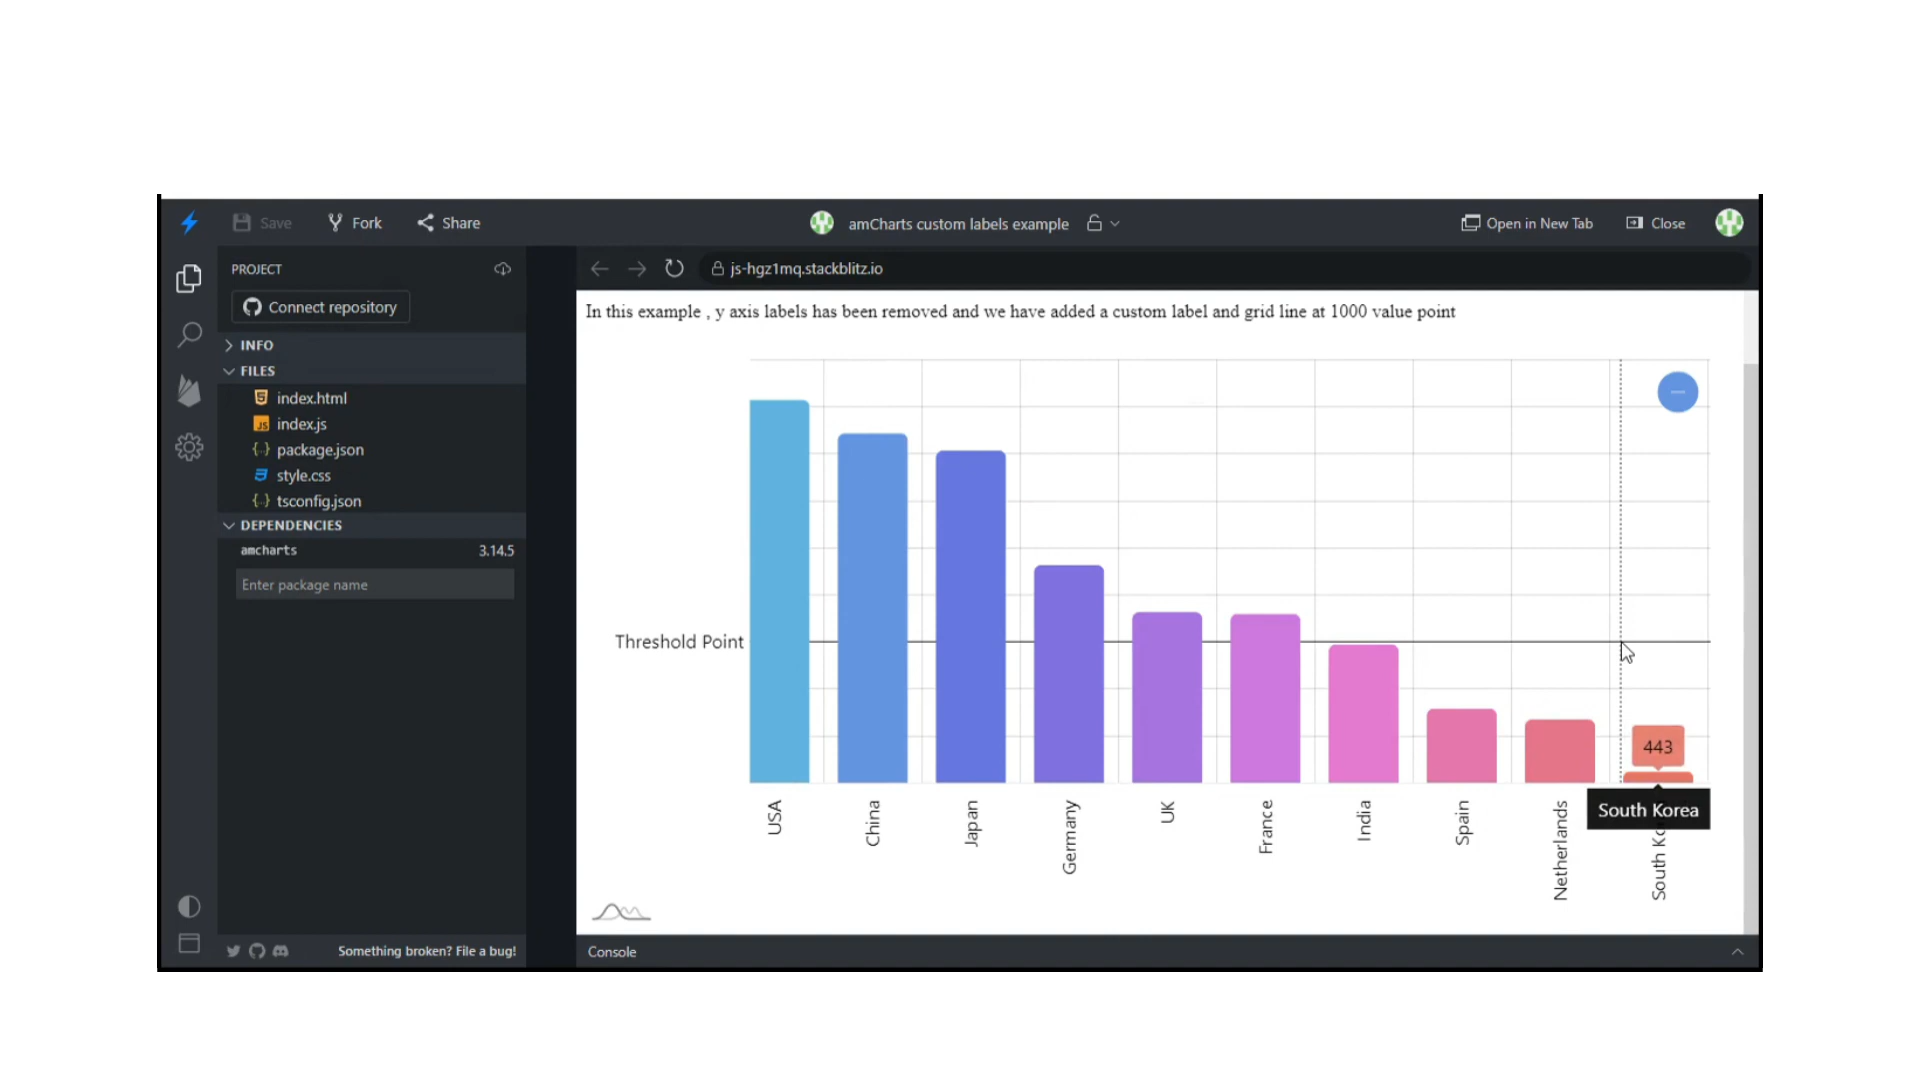 Save Fork Share amCharts custom labels example Open in New Tab Close
PROJECT
Connect repository
INFO
FILES
index.html
index.js
package.json
style.css
tsconfig.json
DEPENDENCIES
amcharts 3.14.5
Enter package name
Something broken? File a bug!
js-hgz1mq.stackblitz.io
In this example , y axis labels has been removed and we have added a custom label and grid line at 1000 value point
Threshold Point
443
South Korea
USA
China
Japan
Germany
UK
France
India
Spain
Netherlands
South Ko
Console